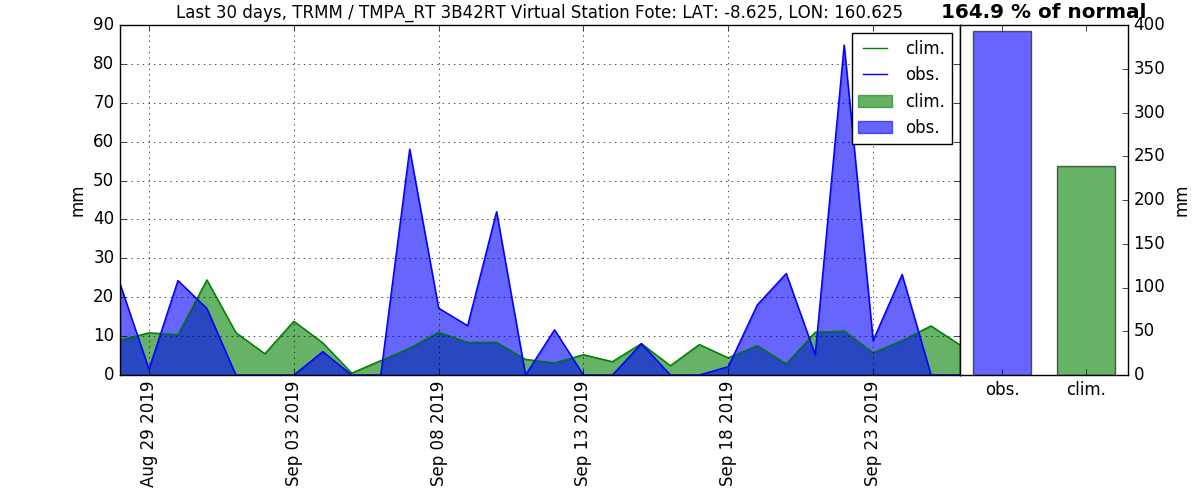 Last 30 days, TRMM / TMPA_RT 3B42RT Virtual Station Fote: LAT: -8.625, LON: 160.625
164.9 % of normal
90
80
70
60
50
40
30
20
10
0
mm
clim.
obs.
clim.
obs.
Aug 29 2019
Sep 03 2019
Sep 08 2019
Sep 13 2019
Sep 18 2019
Sep 23 2019
400
350
300
250
200
150
100
50
0
mm
obs.
clim.